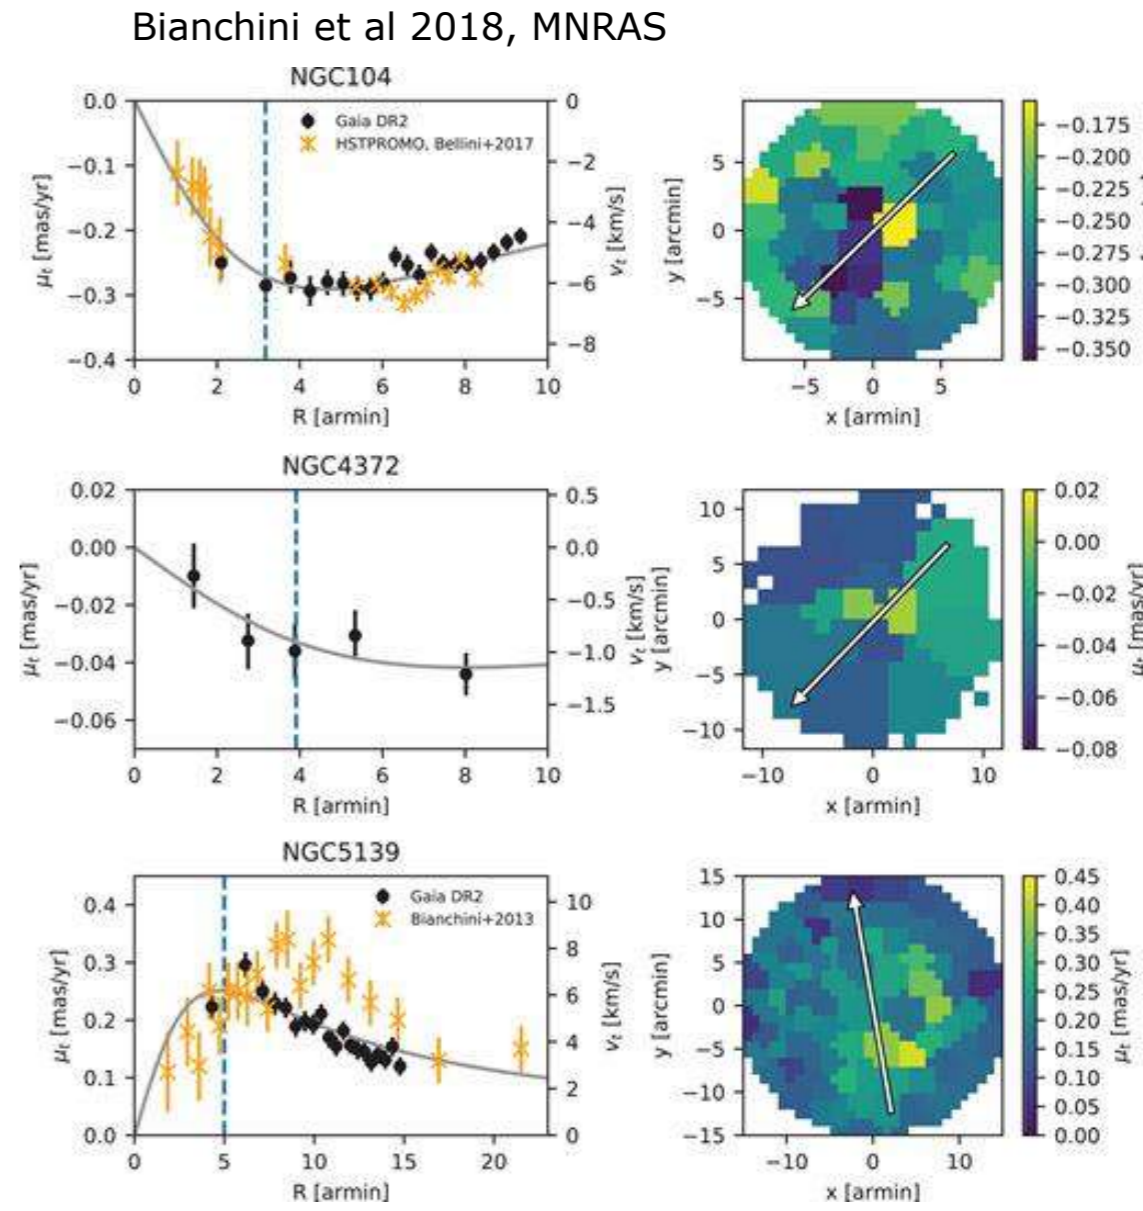 Bianchini et al 2018, MNRAS
NGC104
Gaia DR2
HSTPROMO, Bellini+2017
0.0
−0.1
−0.2
−0.3
−0.4
μt [mas/yr]
0
−2
−4
−6
−8
vt [km/s]
0 2 4 6 8 10
R [armin]
5
0
−5
y [arcmin]
−5 0 5
x [armin]
−0.175
−0.200
−0.225
−0.250
−0.275
−0.300
−0.325
−0.350
NGC4372
0.02
0.00
−0.02
−0.04
−0.06
μt [mas/yr]
0.5
0.0
−0.5
−1.0
−1.5
vt [km/s]
0 2 4 6 8 10
R [armin]
10
5
0
−5
−10
y [arcmin]
−10 0 10
x [armin]
0.02
0.00
−0.02
−0.04
−0.06
−0.08
μt [mas/yr]
NGC5139
Gaia DR2
Bianchini+2013
0.4
0.3
0.2
0.1
0.0
μt [mas/yr]
10
8
6
4
2
0
vt [km/s]
0 5 10 15 20
R [armin]
15
10
5
0
−5
−10
−15
y [arcmin]
−10 0 10
x [armin]
0.45
0.40
0.35
0.30
0.25
0.20
0.15
0.10
0.05
0.00
μt [mas/yr]